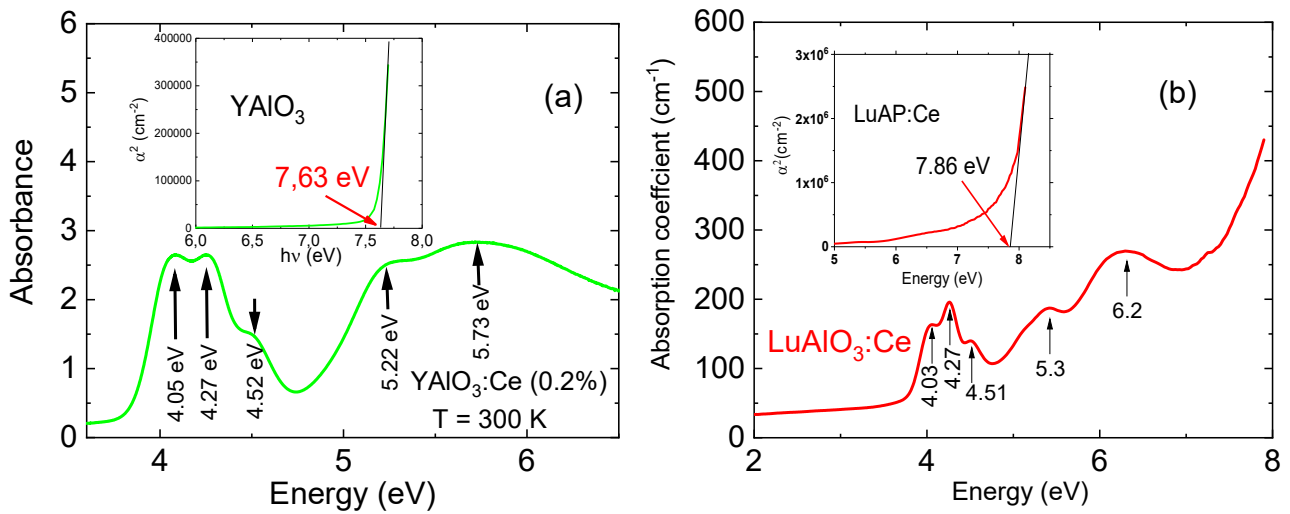 6
5
4
3
2
1
0
Absorbance
4
5
6
Energy (eV)
(a)
400000
300000
200000
100000
0
α² (cm⁻²)
6,0
6,5
7,0
7,5
8,0
hν (eV)
YAlO₃
7,63 eV
4.05 eV
4.27 eV
4.52 eV
5.22 eV
5.73 eV
YAlO₃:Ce (0.2%)
T = 300 K
600
500
400
300
200
100
0
Absorption coeffcient (cm⁻¹)
2
4
6
8
Energy (eV)
(b)
3x10⁶
2x10⁶
1x10⁶
0
α²(cm⁻²)
5
6
7
8
Energy (eV)
LuAP:Ce
7.86 eV
LuAlO₃:Ce
4.03
4.27
4.51
5.3
6.2